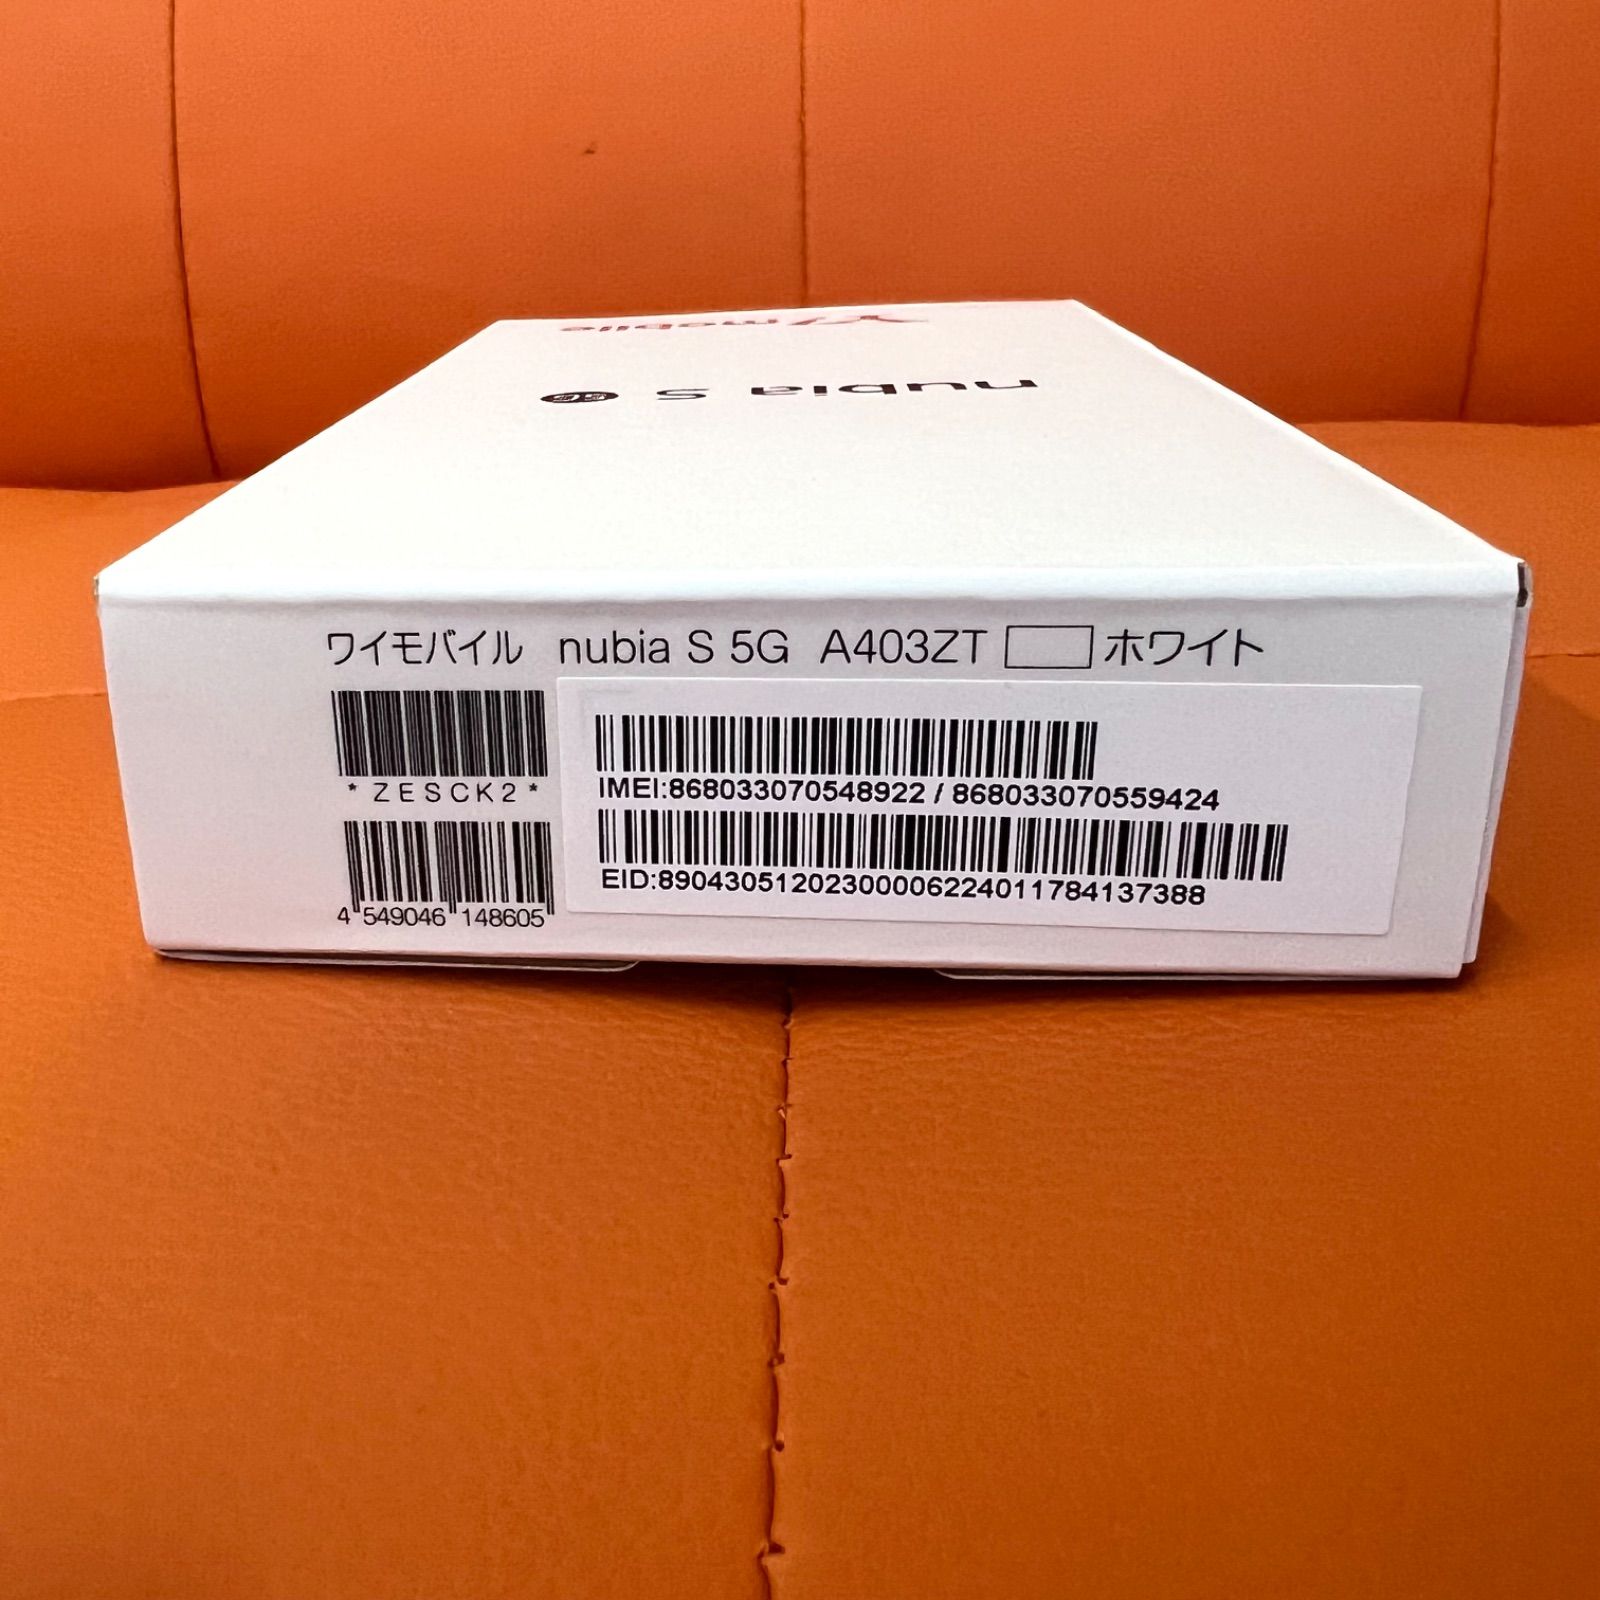 Y!mobile
nubia S 5G
ワイモバイル nubia S 5G A403ZT ホワイト
*ZESCK2*
4 549046 148605
IMEI:868033070548922 / 868033070559424
EID:89043051202300006224011784137388